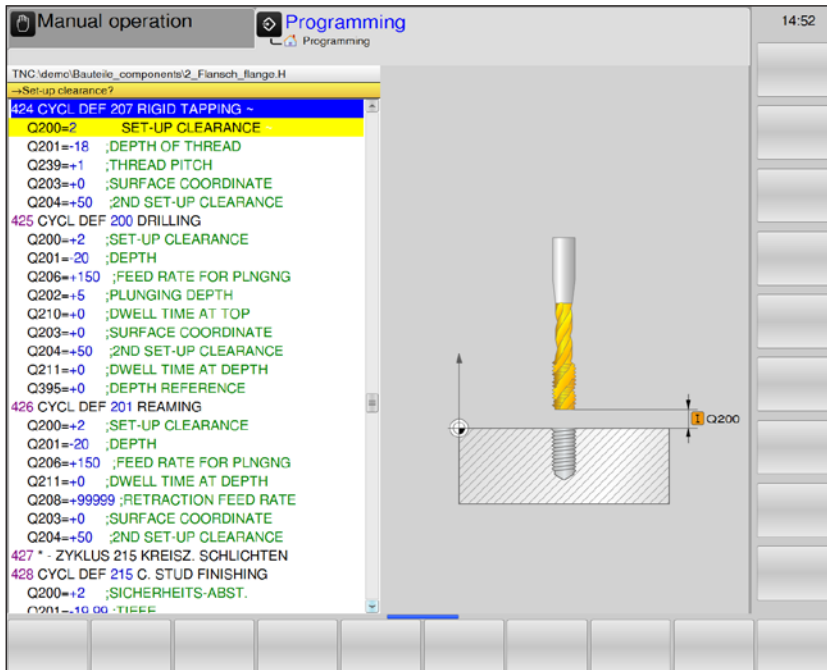 Manual operation
Programming
Programming
14:52
TNC:\demo\Bauteile_components\2_Flansch_flange.H
→Set-up clearance?
424 CYCL DEF 207 RIGID TAPPING ~
Q200=2 SET-UP CLEARANCE ~
Q201=-18 ;DEPTH OF THREAD
Q239=+1 ;THREAD PITCH
Q203=+0 ;SURFACE COORDINATE
Q204=+50 ;2ND SET-UP CLEARANCE
425 CYCL DEF 200 DRILLING
Q200=+2 ;SET-UP CLEARANCE
Q201=-20 ;DEPTH
Q206=+150 ;FEED RATE FOR PLNGNG
Q202=+5 ;PLUNGING DEPTH
Q210=+0 ;DWELL TIME AT TOP
Q203=+0 ;SURFACE COORDINATE
Q204=+50 ;2ND SET-UP CLEARANCE
Q211=+0 ;DWELL TIME AT DEPTH
Q395=+0 ;DEPTH REFERENCE
426 CYCL DEF 201 REAMING
Q200=+2 ;SET-UP CLEARANCE
Q201=-20 ;DEPTH
Q206=+150 ;FEED RATE FOR PLNGNG
Q211=+0 ;DWELL TIME AT DEPTH
Q208=+99999 ;RETRACTION FEED RATE
Q203=+0 ;SURFACE COORDINATE
Q204=+50 ;2ND SET-UP CLEARANCE
427 * - ZYKLUS 215 KREISZ. SCHLICHTEN
428 CYCL DEF 215 C. STUD FINISHING
Q200=+2 ;SICHERHEITS-ABST.
Q201=-19.99 ;TIEFE
I Q200